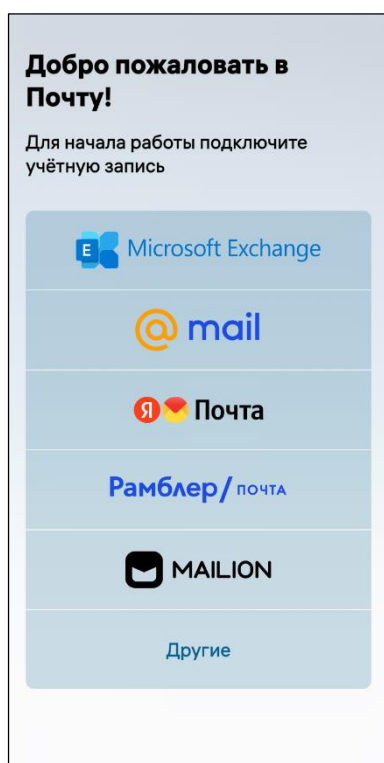 Добро пожаловать в
Почту!
Для начала работы подключите
учётную запись
E Microsoft Exchange
@ mail
Я Почта
Рамблер/ почта
MAILION
Другие